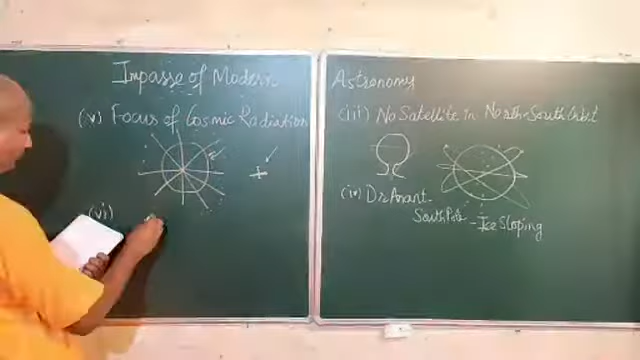 Impasse of Modern Astronomy
(v) Focus of Cosmic Radiation
(vi)
(iii) No Satellite in North-South Orbit
(iv) Dr Anant
South Pole - Ice Sloping